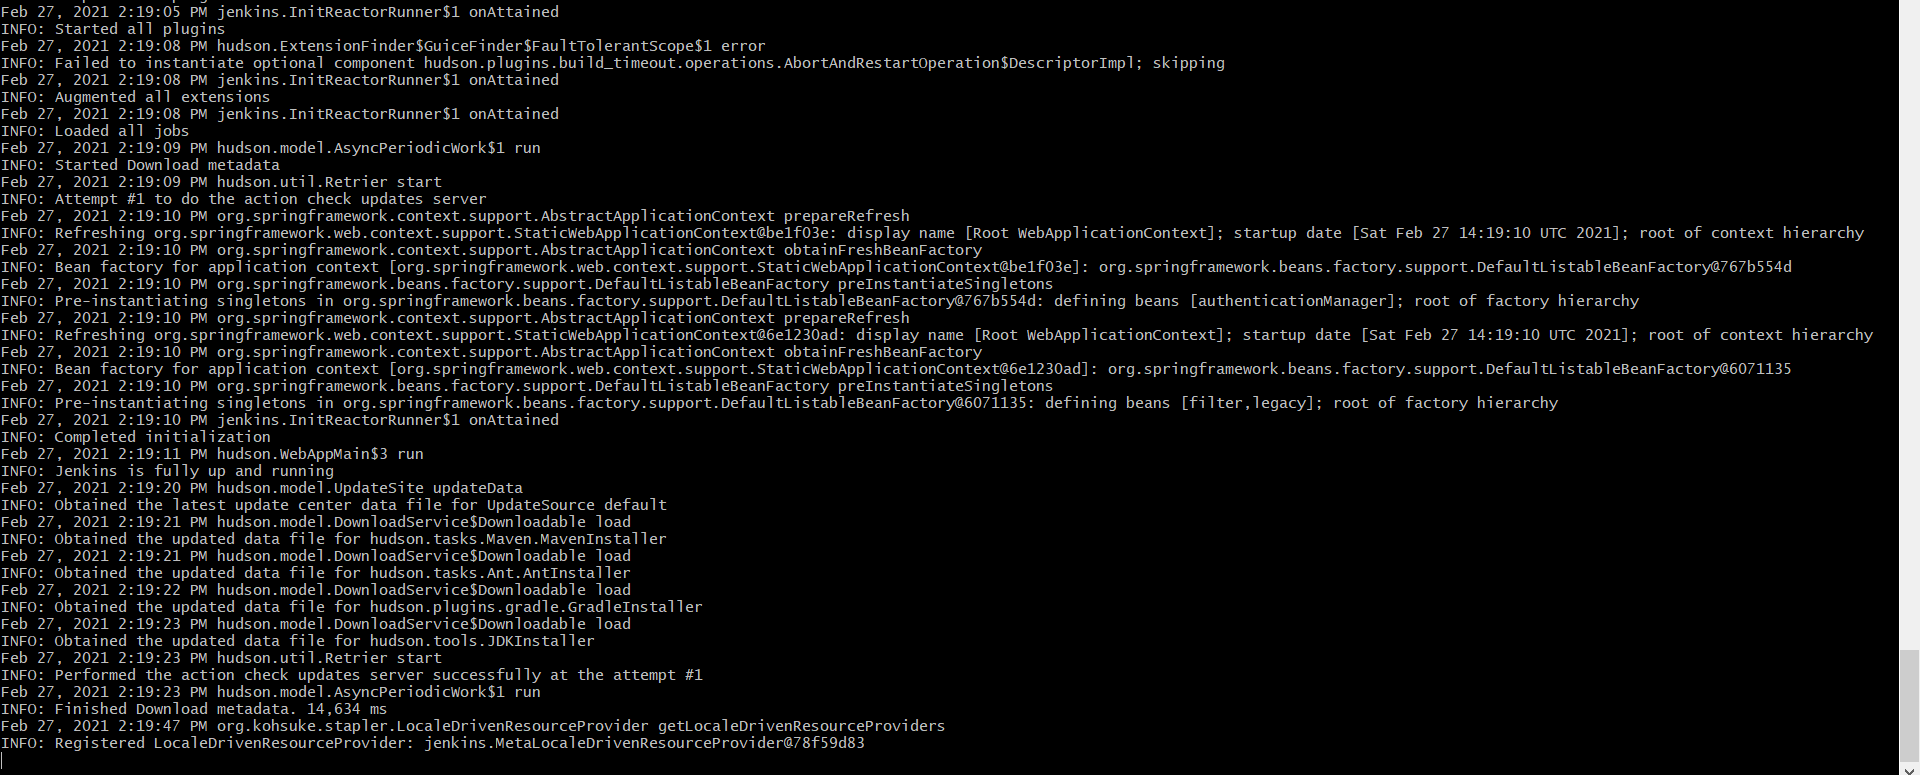 Feb 27, 2021 2:19:05 PM jenkins.InitReactorRunner$1 onAttained
INFO: Started all plugins
Feb 27, 2021 2:19:08 PM hudson.ExtensionFinder$GuiceFinder$FaultTolerantScope$1 error
INFO: Failed to instantiate optional component hudson.plugins.build_timeout.operations.AbortAndRestartOperation$DescriptorImpl; skipping
Feb 27, 2021 2:19:08 PM jenkins.InitReactorRunner$1 onAttained
INFO: Augmented all extensions
Feb 27, 2021 2:19:08 PM jenkins.InitReactorRunner$1 onAttained
INFO: Loaded all jobs
Feb 27, 2021 2:19:09 PM hudson.model.AsyncPeriodicWork$1 run
INFO: Started Download metadata
Feb 27, 2021 2:19:09 PM hudson.util.Retrier start
INFO: Attempt #1 to do the action check updates server
Feb 27, 2021 2:19:10 PM org.springframework.context.support.AbstractApplicationContext prepareRefresh
INFO: Refreshing org.springframework.web.context.support.StaticWebApplicationContext@be1f03e: display name [Root WebApplicationContext]; startup date [Sat Feb 27 14:19:10 UTC 2021]; root of context hierarchy
Feb 27, 2021 2:19:10 PM org.springframework.context.support.AbstractApplicationContext obtainFreshBeanFactory
INFO: Bean factory for application context [org.springframework.web.context.support.StaticWebApplicationContext@be1f03e]: org.springframework.beans.factory.support.DefaultListableBeanFactory@767b554d
Feb 27, 2021 2:19:10 PM org.springframework.beans.factory.support.DefaultListableBeanFactory preInstantiateSingletons
INFO: Pre-instantiating singletons in org.springframework.beans.factory.support.DefaultListableBeanFactory@767b554d: defining beans [authenticationManager]; root of factory hierarchy
Feb 27, 2021 2:19:10 PM org.springframework.context.support.AbstractApplicationContext prepareRefresh
INFO: Refreshing org.springframework.web.context.support.StaticWebApplicationContext@6e1230ad: display name [Root WebApplicationContext]; startup date [Sat Feb 27 14:19:10 UTC 2021]; root of context hierarchy
Feb 27, 2021 2:19:10 PM org.springframework.context.support.AbstractApplicationContext obtainFreshBeanFactory
INFO: Bean factory for application context [org.springframework.web.context.support.StaticWebApplicationContext@6e1230ad]: org.springframework.beans.factory.support.DefaultListableBeanFactory@6071135
Feb 27, 2021 2:19:10 PM org.springframework.beans.factory.support.DefaultListableBeanFactory preInstantiateSingletons
INFO: Pre-instantiating singletons in org.springframework.beans.factory.support.DefaultListableBeanFactory@6071135: defining beans [filter,legacy]; root of factory hierarchy
Feb 27, 2021 2:19:10 PM jenkins.InitReactorRunner$1 onAttained
INFO: Completed initialization
Feb 27, 2021 2:19:11 PM hudson.WebAppMain$3 run
INFO: Jenkins is fully up and running
Feb 27, 2021 2:19:20 PM hudson.model.UpdateSite updateData
INFO: Obtained the latest update center data file for UpdateSource default
Feb 27, 2021 2:19:21 PM hudson.model.DownloadService$Downloadable load
INFO: Obtained the updated data file for hudson.tasks.Maven.MavenInstaller
Feb 27, 2021 2:19:21 PM hudson.model.DownloadService$Downloadable load
INFO: Obtained the updated data file for hudson.tasks.Ant.AntInstaller
Feb 27, 2021 2:19:22 PM hudson.model.DownloadService$Downloadable load
INFO: Obtained the updated data file for hudson.plugins.gradle.GradleInstaller
Feb 27, 2021 2:19:23 PM hudson.model.DownloadService$Downloadable load
INFO: Obtained the updated data file for hudson.tools.JDKInstaller
Feb 27, 2021 2:19:23 PM hudson.util.Retrier start
INFO: Performed the action check updates server successfully at the attempt #1
Feb 27, 2021 2:19:23 PM hudson.model.AsyncPeriodicWork$1 run
INFO: Finished Download metadata. 14,634 ms
Feb 27, 2021 2:19:47 PM org.kohsuke.stapler.LocaleDrivenResourceProvider getLocaleDrivenResourceProviders
INFO: Registered LocaleDrivenResourceProvider: jenkins.MetaLocaleDrivenResourceProvider@78f59d83